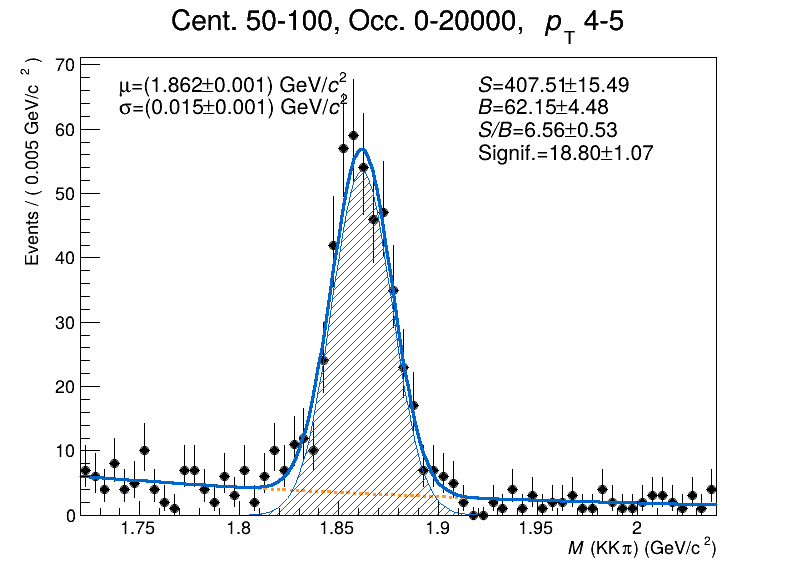 Cent. 50-100, Occ. 0-20000, p_T 4-5
μ=(1.862±0.001) GeV/c²
σ=(0.015±0.001) GeV/c²
S=407.51±15.49
B=62.15±4.48
S/B=6.56±0.53
Signif.=18.80±1.07
Events / ( 0.005 GeV/c ² )
70
60
50
40
30
20
10
0
1.75 1.8 1.85 1.9 1.95 2
M (KKπ) (GeV/c²)